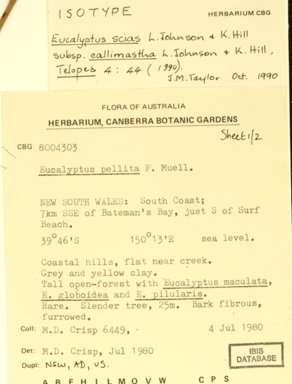 ISOTYPE
HERBARIUM CBG
Eucalyptus scias L.Johnson & K.Hill
subsp. callimastha L.Johnson & K.Hill,
Telopea 4: 44 (1990).
J.M.Taylor Oct. 1990
FLORA OF AUSTRALIA
HERBARIUM, CANBERRA BOTANIC GARDENS
Sheet 1/2
CBG 8004303
Eucalyptus pellita F. Muell.
NEW SOUTH WALES: South Coast;
7km SSE of Bateman's Bay, just S of Surf
Beach.
39°46'S 150°13'E sea level.
Coastal hills, flat near creek.
Grey and yellow clay.
Tall open-forest with Eucalyptus maculata,
E. globoidea and E. pilularis.
Rare. Slender tree, 25m. Bark fibrous,
furrowed.
Coll: M.D. Crisp 6449, 4 Jul 1980
Det: M.D. Crisp, Jul 1980
IBIS
DATABASE
Dupl: NSW, AD, US.
A B F H I L M O V W C P S